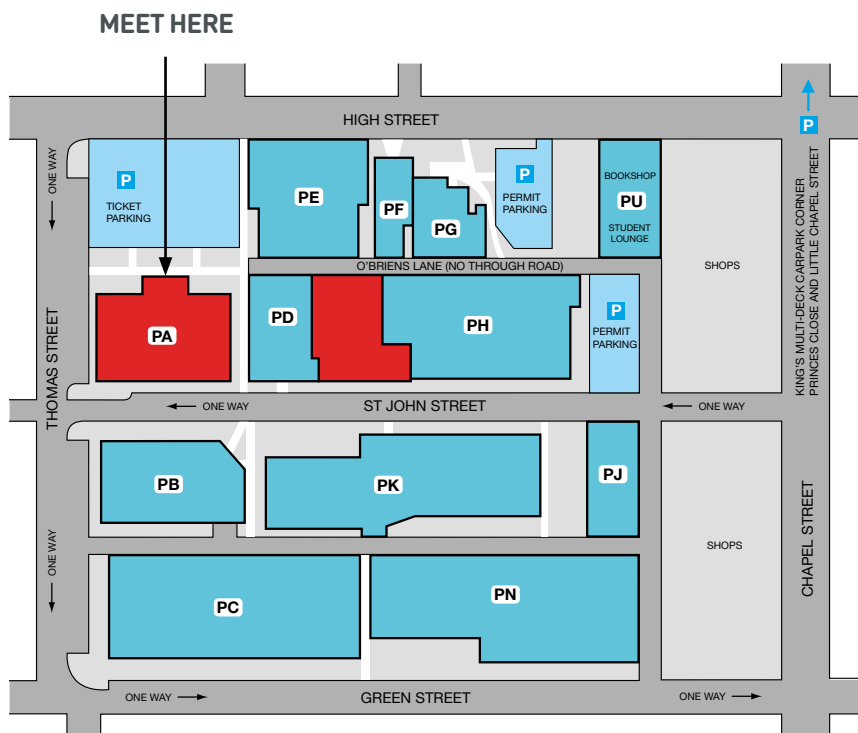 MEET HERE
HIGH STREET
P
ONE WAY
P
TICKET
PARKING
PE
PF
PG
P
PERMIT
PARKING
BOOKSHOP
PU
STUDENT
LOUNGE
O'BRIENS LANE (NO THROUGH ROAD)
SHOPS
KING'S MULTI-DECK CARPARK CORNER
PRINCES CLOSE AND LITTLE CHAPEL STREET
THOMAS STREET
PA
PD
PH
P
PERMIT
PARKING
ONE WAY
ST JOHN STREET
ONE WAY
PB
PK
PJ
ONE WAY
SHOPS
CHAPEL STREET
PC
PN
ONE WAY
GREEN STREET
ONE WAY